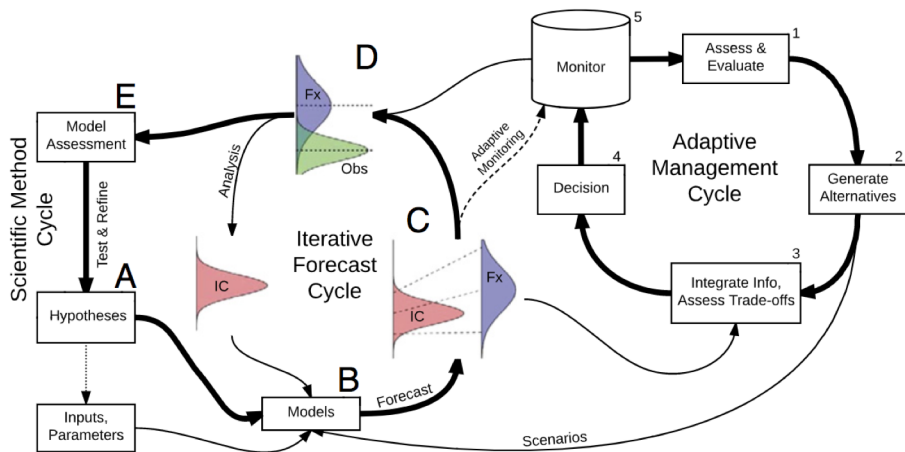 D
Fx
Obs
Analysis
E
Model
Assessment
Scientific Method
Cycle
Test & Refine
A
Hypotheses
Inputs,
Parameters
IC
Iterative
Forecast
Cycle
B
Models
Forecast
C
IC
Fx
Adaptive
Monitoring
5
Monitor
1
Assess &
Evaluate
2
Generate
Alternatives
Adaptive
Management
Cycle
4
Decision
3
Integrate Info,
Assess Trade-offs
Scenarios